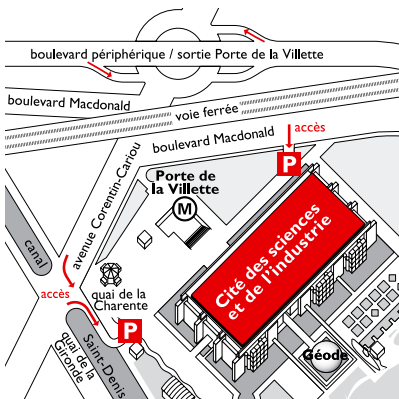 boulevard périphérique / sortie Porte de la Villette
boulevard Macdonald
voie ferrée
boulevard Macdonald
accès
P
Porte de
la Villette
M
avenue Corentin-Cariou
canal
Cité des sciences
et de l'industrie
accès
quai de la
Charente
P
Saint-Denis
quai de la
Gironde
Géode